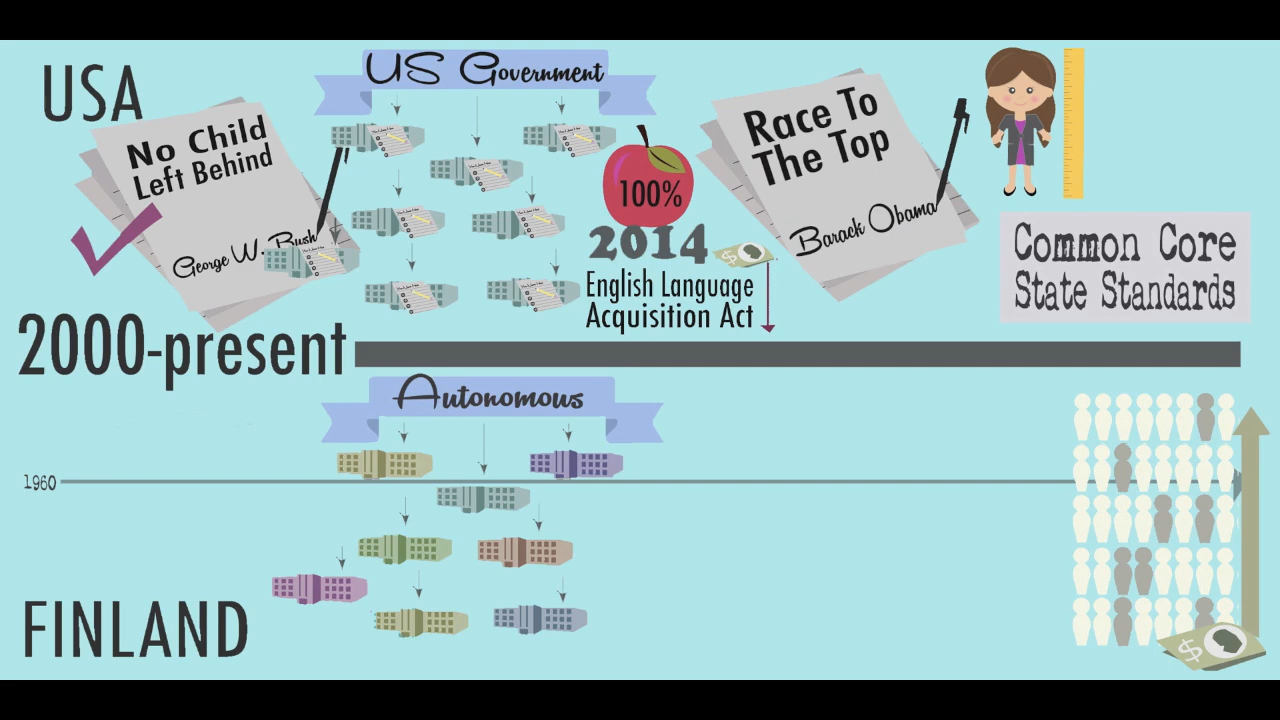 USA
No Child
Left Behind
George W. Bush
US Government
100%
2014
English Language
Acquisition Act
$
Race To
The Top
Barack Obama
Common Core
State Standards
2000-present
Autonomous
1960
FINLAND
$